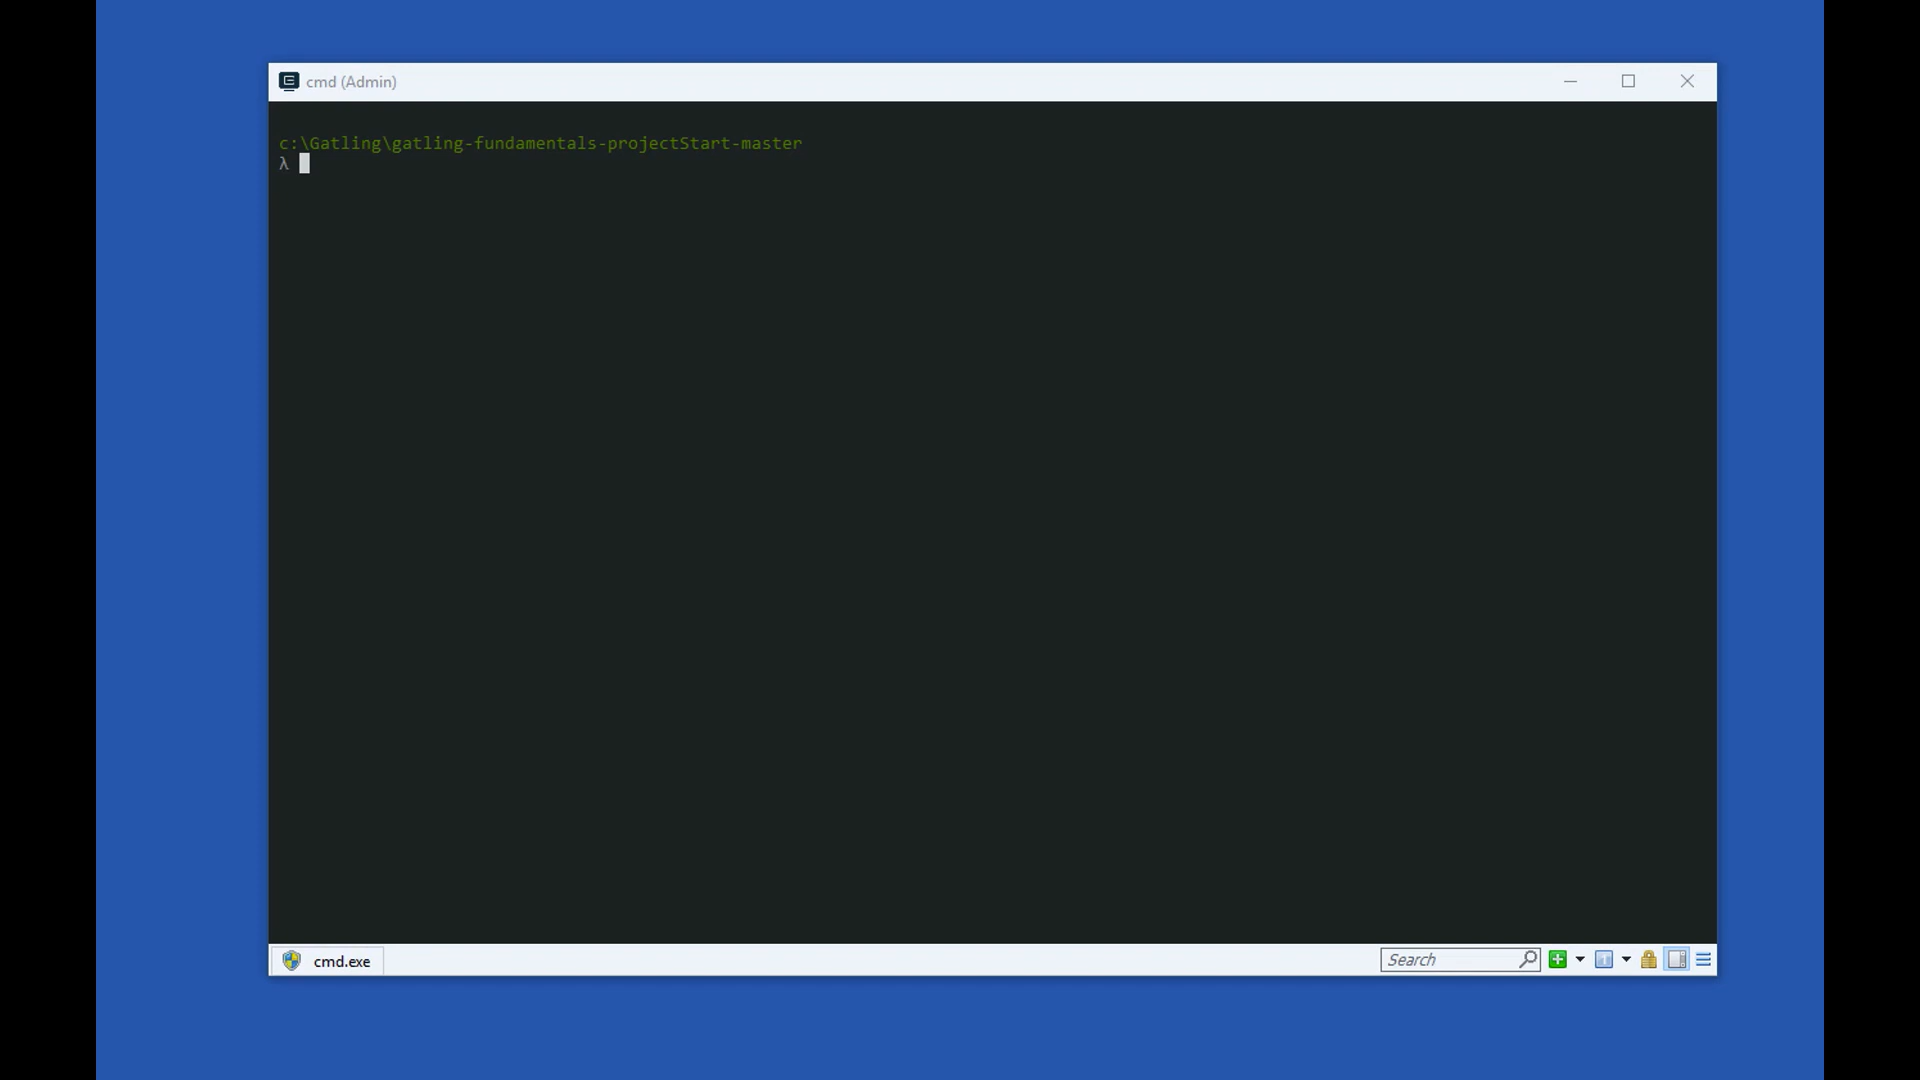 cmd (Admin)
c:\Gatling\gatling-fundamentals-projectStart-master
λ
cmd.exe
Search